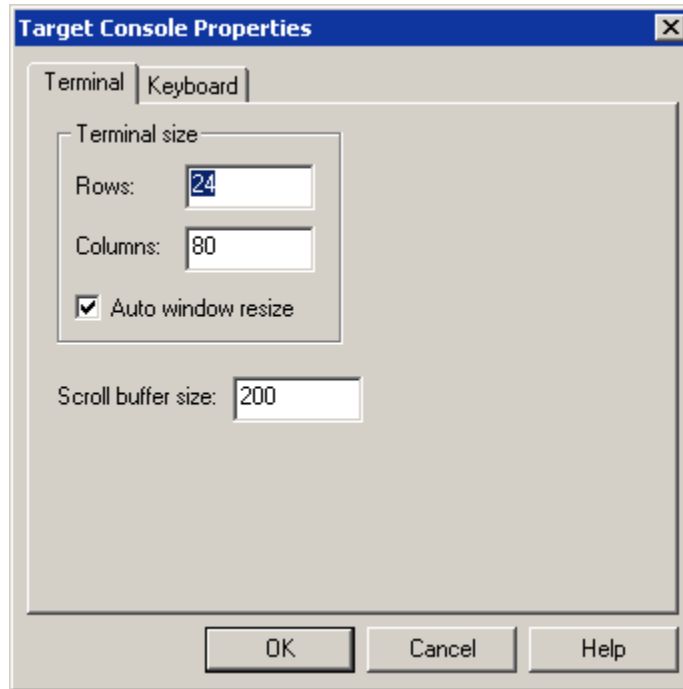 Target Console Properties
Terminal Keyboard
Terminal size
Rows: 24
Columns: 80
Auto window resize
Scroll buffer size: 200
OK Cancel Help